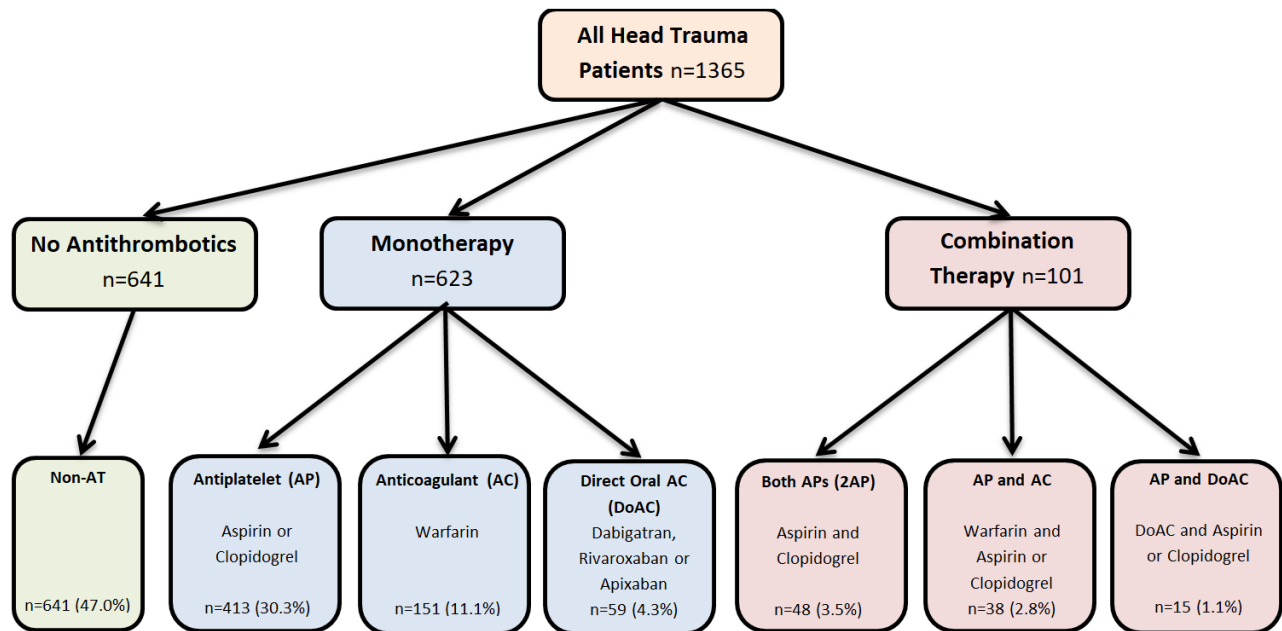 All Head Trauma
Patients n=1365
No Antithrombotics
n=641
Monotherapy
n=623
Combination
Therapy n=101
Non-AT
n=641 (47.0%)
Antiplatelet (AP)
Aspirin or
Clopidogrel
n=413 (30.3%)
Anticoagulant (AC)
Warfarin
n=151 (11.1%)
Direct Oral AC
(DoAC)
Dabigatran,
Rivaroxaban or
Apixaban
n=59 (4.3%)
Both APs (2AP)
Aspirin and
Clopidogrel
n=48 (3.5%)
AP and AC
Warfarin and
Aspirin or
Clopidogrel
n=38 (2.8%)
AP and DoAC
DoAC and Aspirin
or Clopidogrel
n=15 (1.1%)